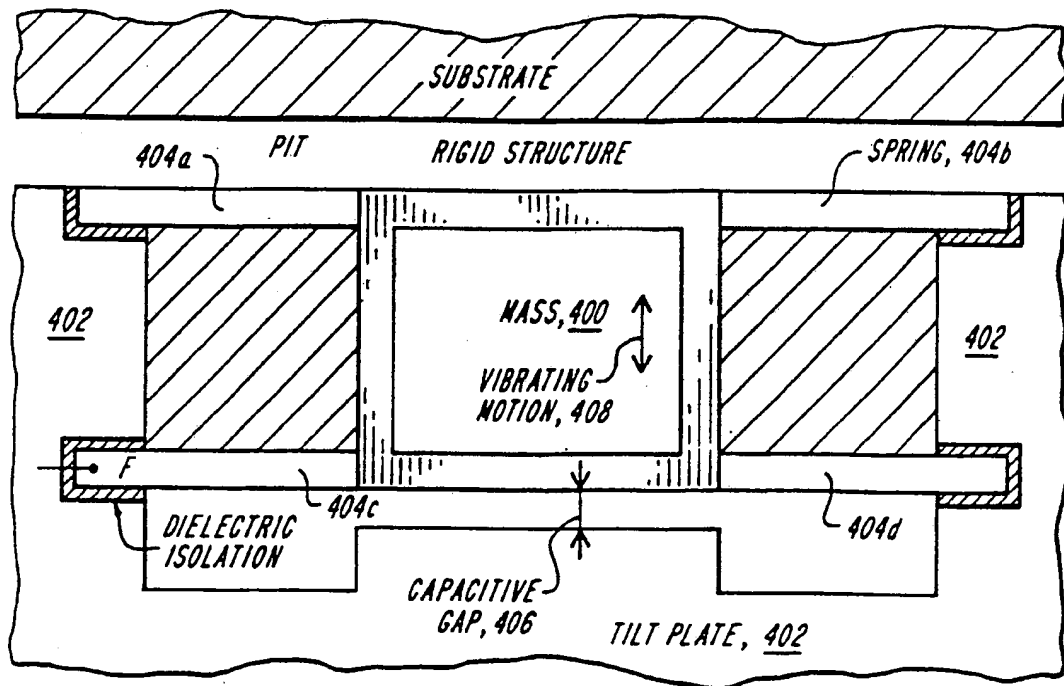 SUBSTRATE
PIT
RIGID STRUCTURE
404a
SPRING, 404b
MASS, 400
402
402
VIBRATING
MOTION, 408
F
404c
404d
DIELECTRIC
ISOLATION
CAPACITIVE
GAP, 406
TILT PLATE, 402